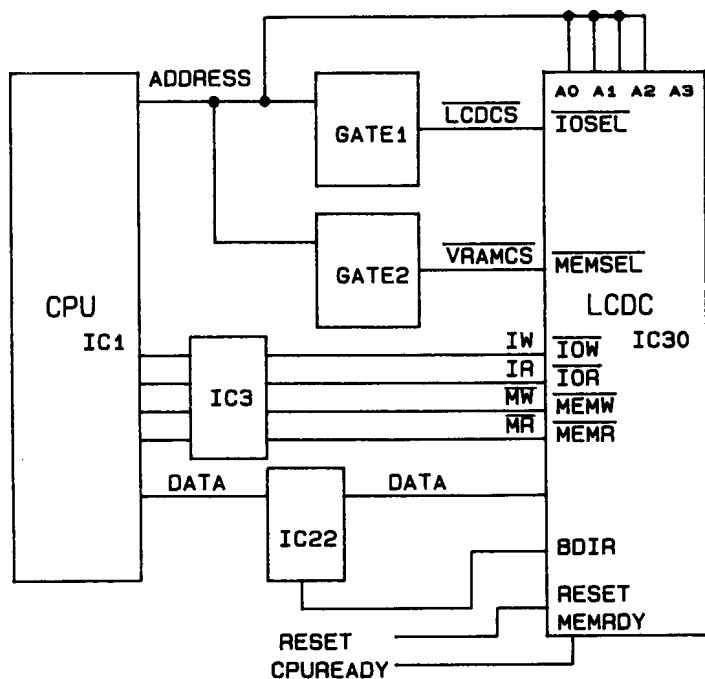 ADDRESS
A0 A1 A2 A3
GATE1
LCDCS
IOSEL
GATE2
VRAMCS
MEMSEL
CPU
IC1
LCDC
IC30
IC3
IW
IOW
IR
IOR
MW
MEMW
MR
MEMR
DATA
DATA
IC22
BDIR
RESET
MEMRDY
RESET
CPUREADY